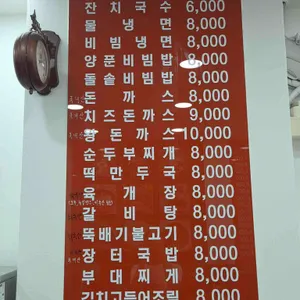 잔치국수 6,000
물냉면 8,000
비빔냉면 8,000
양푼비빔밥 8,000
돌솥비빔밥 8,000
돈까스 8,000
치즈돈까스 9,000
왕돈까스 10,000
순두부찌개 8,000
떡만두국 8,000
육개장 8,000
갈비탕 8,000
뚝배기불고기 8,000
장터국밥 8,000
부대찌게 8,000
김치고등어조림 8,000